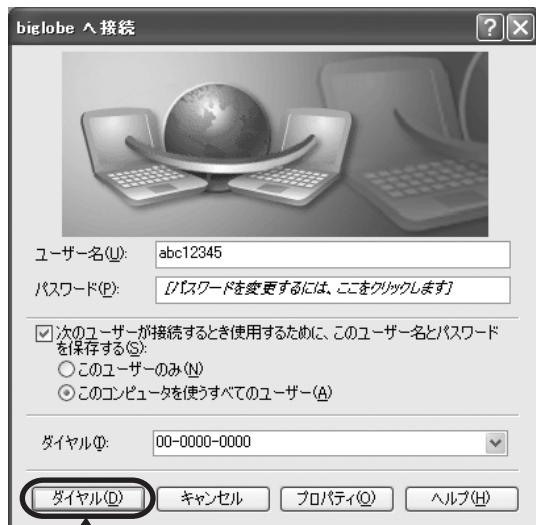 biglobe へ接続
ユーザー名(U): abc12345
パスワード(P): [パスワードを変更するには、ここをクリックします]
次のユーザーが接続するとき使用するために、このユーザー名とパスワード
を保存する(S):
このユーザーのみ(N)
このコンピュータを使うすべてのユーザー(A)
ダイヤル(I): 00-0000-0000
ダイヤル(D) キャンセル プロパティ(O) ヘルプ(H)